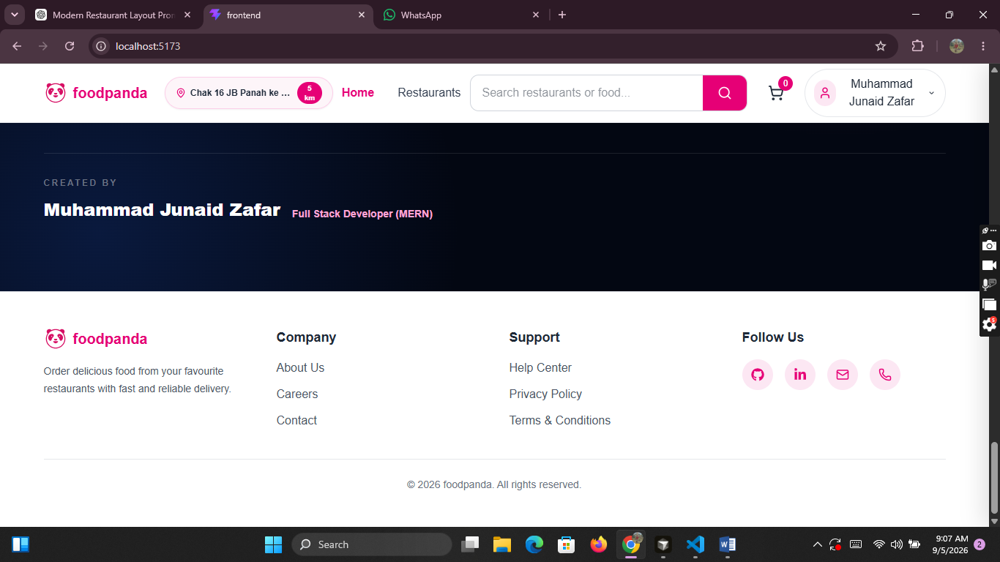 Modern Restaurant Layout Pro
frontend
WhatsApp
localhost:5173
foodpanda
Chak 16 JB Panah ke ...
5
km
Home
Restaurants
Search restaurants or food...
0
Muhammad
Junaid Zafar
CREATED BY
Muhammad Junaid Zafar
Full Stack Developer (MERN)
foodpanda
Order delicious food from your favourite
restaurants with fast and reliable delivery.
Company
About Us
Careers
Contact
Support
Help Center
Privacy Policy
Terms & Conditions
Follow Us
in
© 2026 foodpanda. All rights reserved.
Search
9:07 AM
9/5/2026
2